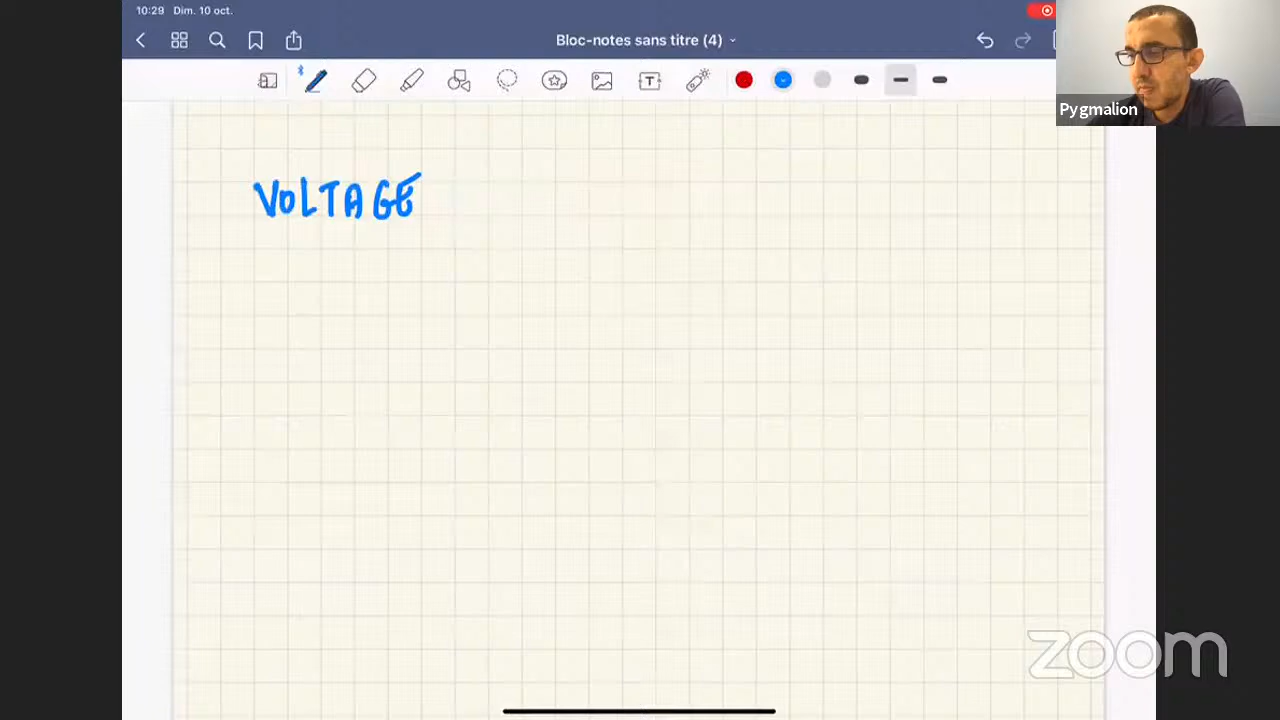 10:29 Dim. 10 oct.
Bloc-notes sans titre (4)
Pygmalion
VOLTAGE
zoom